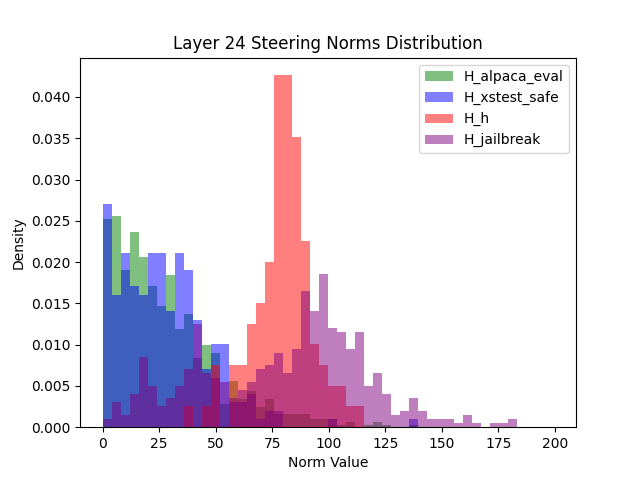 Layer 24 Steering Norms Distribution
H_alpaca_eval
H_xstest_safe
H_h
H_jailbreak
Density
0.040
0.035
0.030
0.025
0.020
0.015
0.010
0.005
0.000
0 25 50 75 100 125 150 175 200
Norm Value